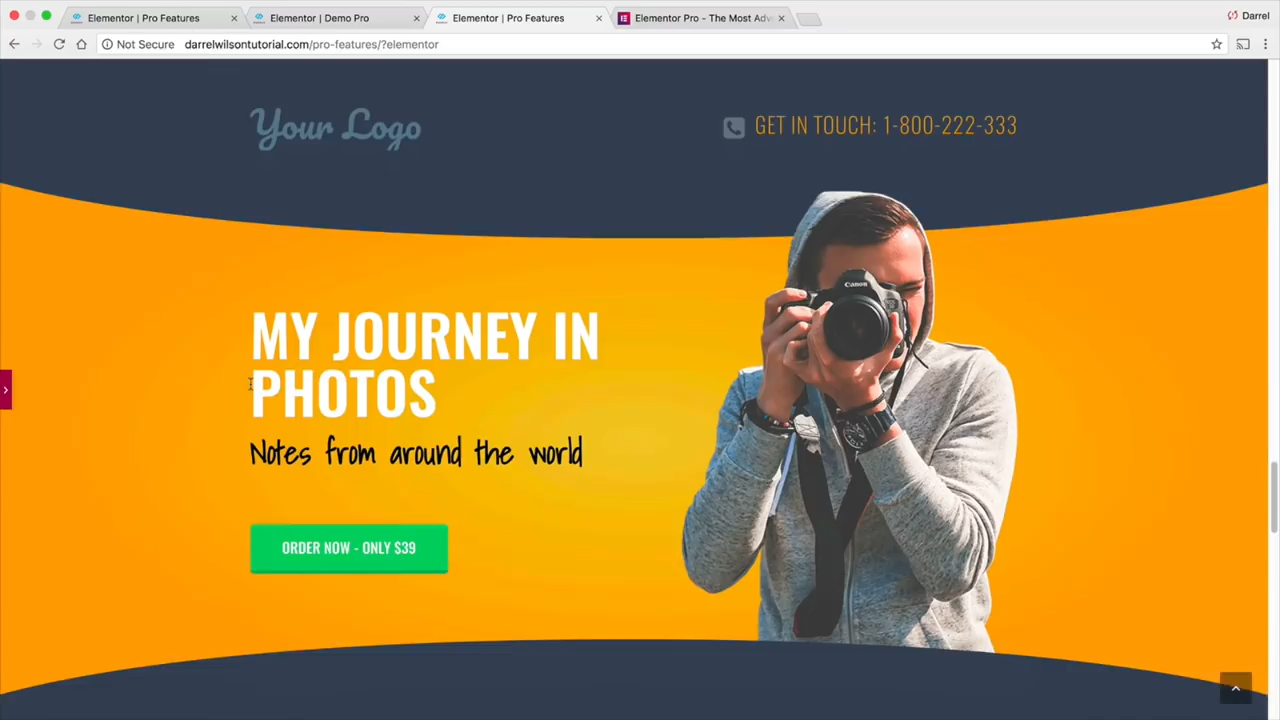 Elementor | Pro Features
Elementor | Demo Pro
Elementor | Pro Features
Elementor Pro - The Most Adv
Darrel
Not Secure
darrelwilsontutorial.com/pro-features/?elementor
Your Logo
GET IN TOUCH: 1-800-222-333
Canon
MY JOURNEY IN
PHOTOS
Notes from around the world
ORDER NOW - ONLY $39